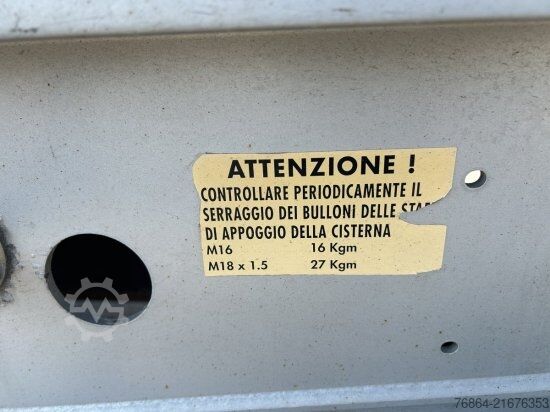 ATTENZIONE !
CONTROLLARE PERIODICAMENTE IL
SERRAGGIO DEI BULLONI DELLE
DI APPOGGIO DELLA CISTERNA
M16 16 Kgm
M18 x 1.5 27 Kgm
76864-21676353